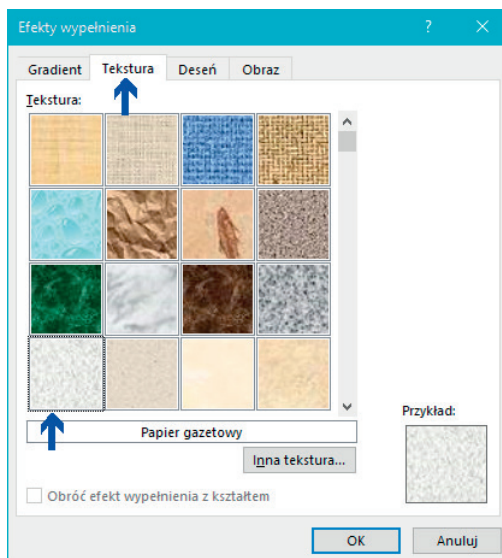 Efekty wypełnienia ? ×
Gradient Tekstura Deseń Obraz
Tekstura:
Przykład:
Papier gazetowy
Inna tekstura...
Obróć efekt wypełnienia z kształtem
OK Anuluj